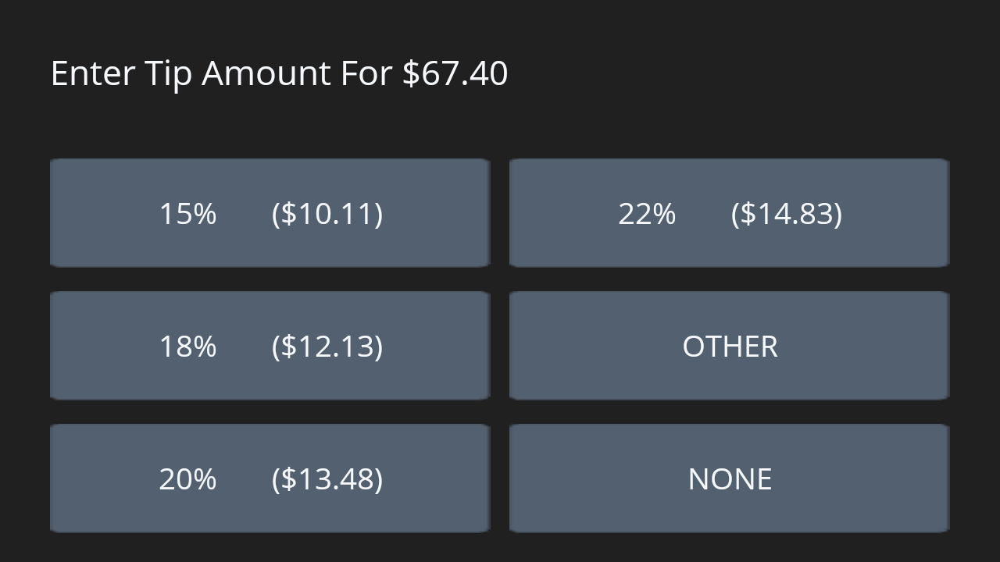 Enter Tip Amount For $67.40
15% ($10.11)
22% ($14.83)
18% ($12.13)
OTHER
20% ($13.48)
NONE